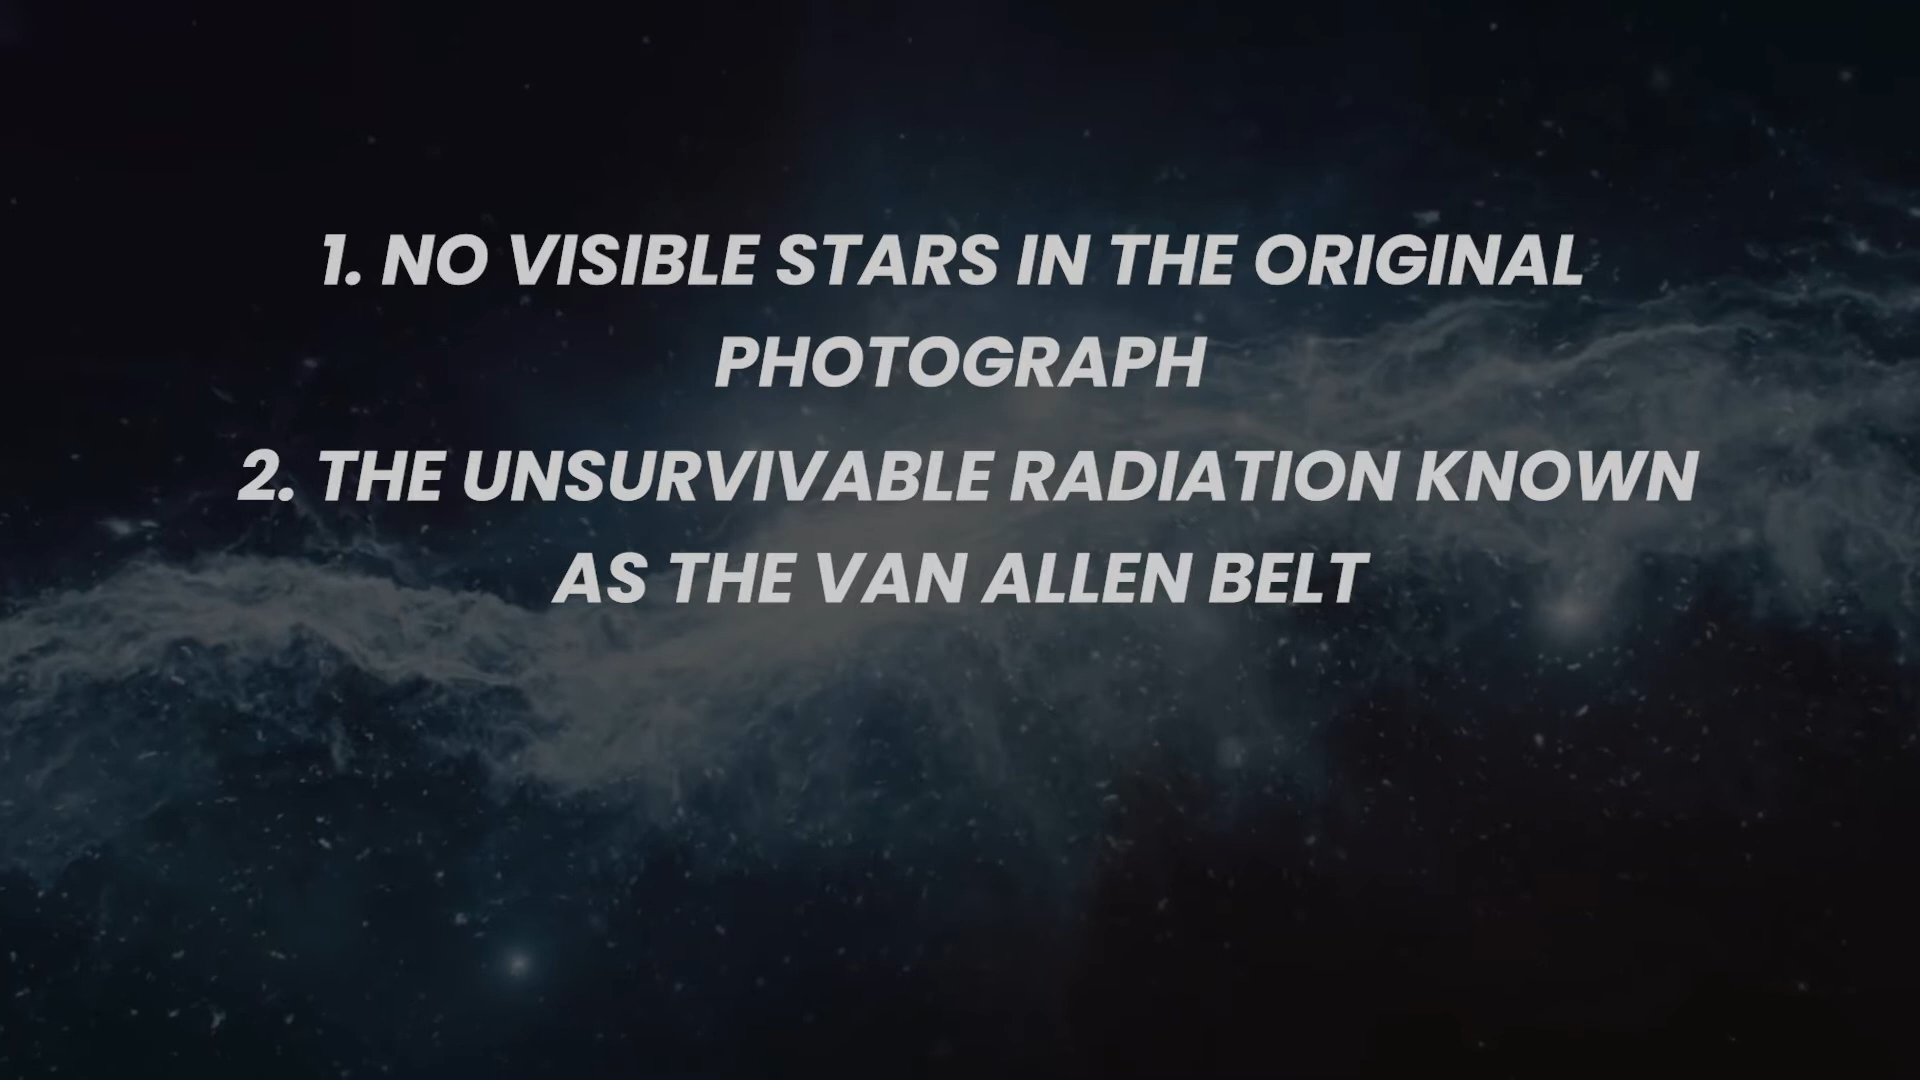 1. NO VISIBLE STARS IN THE ORIGINAL
PHOTOGRAPH
2. THE UNSURVIVABLE RADIATION KNOWN
AS THE VAN ALLEN BELT